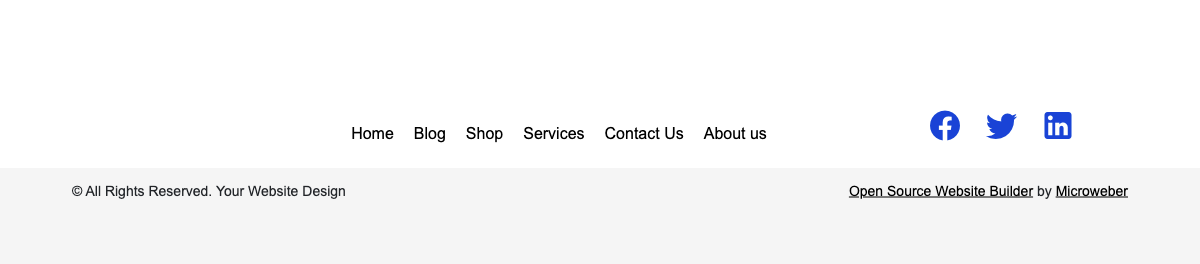 Home Blog Shop Services Contact Us About us
© All Rights Reserved. Your Website Design
Open Source Website Builder by Microweber